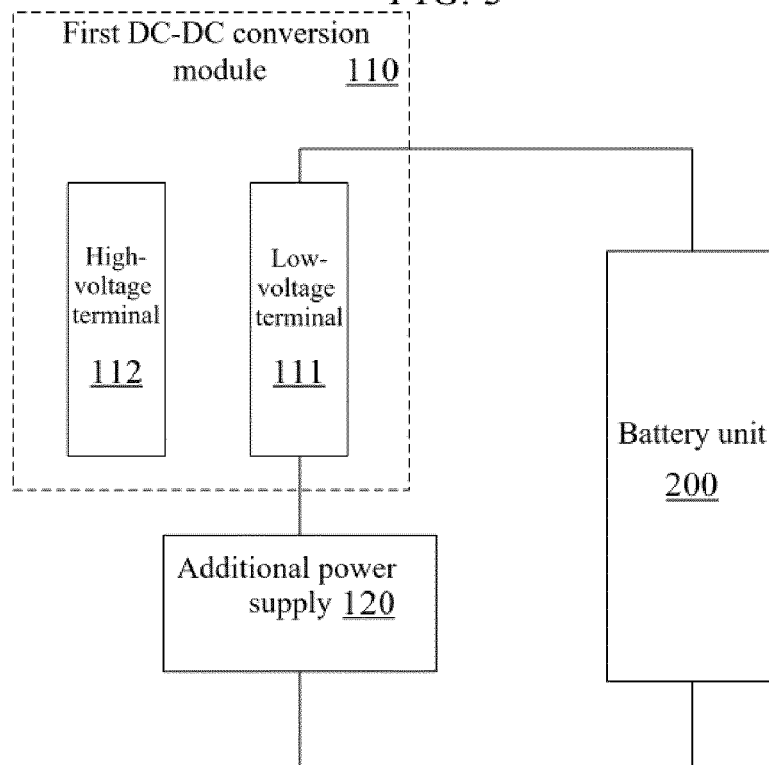 First DC-DC conversion
module 110
High-
voltage
terminal
112
Low-
voltage
terminal
111
Battery unit
200
Additional power
supply 120